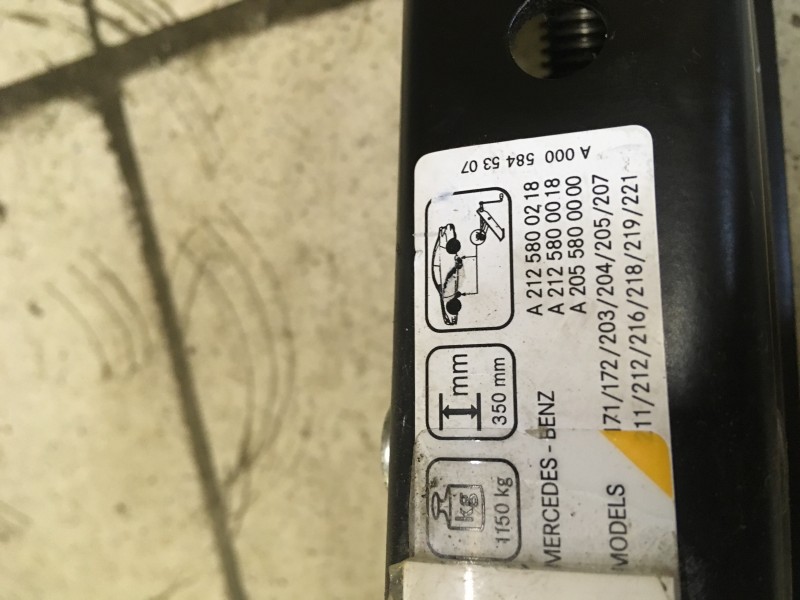 kg
1150 kg
mm
350 mm
A 000 584 53 07
MERCEDES - BENZ
A 212 580 02 18
A 212 580 00 18
A 205 580 00 00
MODELS
171/172/203/204/205/207
11/212/216/218/219/221